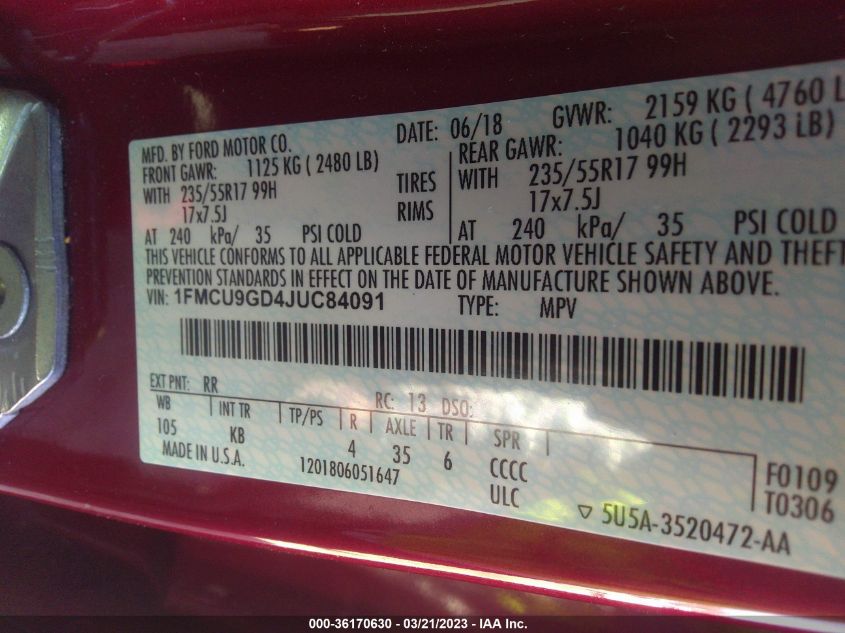 MFD. BY FORD MOTOR CO. DATE: 06/18 GVWR: 2159 KG ( 4760 L
FRONT GAWR: 1125 KG ( 2480 LB) REAR GAWR: 1040 KG ( 2293 LB)
WITH 235/55R17 99H TIRES WITH 235/55R17 99H
17x7.5J RIMS 17x7.5J
AT 240 kPa/ 35 PSI COLD AT 240 kPa/ 35 PSI COLD
THIS VEHICLE CONFORMS TO ALL APPLICABLE FEDERAL MOTOR VEHICLE SAFETY AND THEFT
PREVENTION STANDARDS IN EFFECT ON THE DATE OF MANUFACTURE SHOWN ABOVE.
VIN: 1FMCU9GD4JUC84091 TYPE: MPV
EXT PNT: RR RC: 13 DSO:
WB INT TR TP/PS R AXLE TR SPR
105 KB 4 35 6 CCCC F0109
MADE IN U.S.A. 1201806051647 ULC T0306
5U5A-3520472-AA
000-36170630 - 03/21/2023 - IAA Inc.